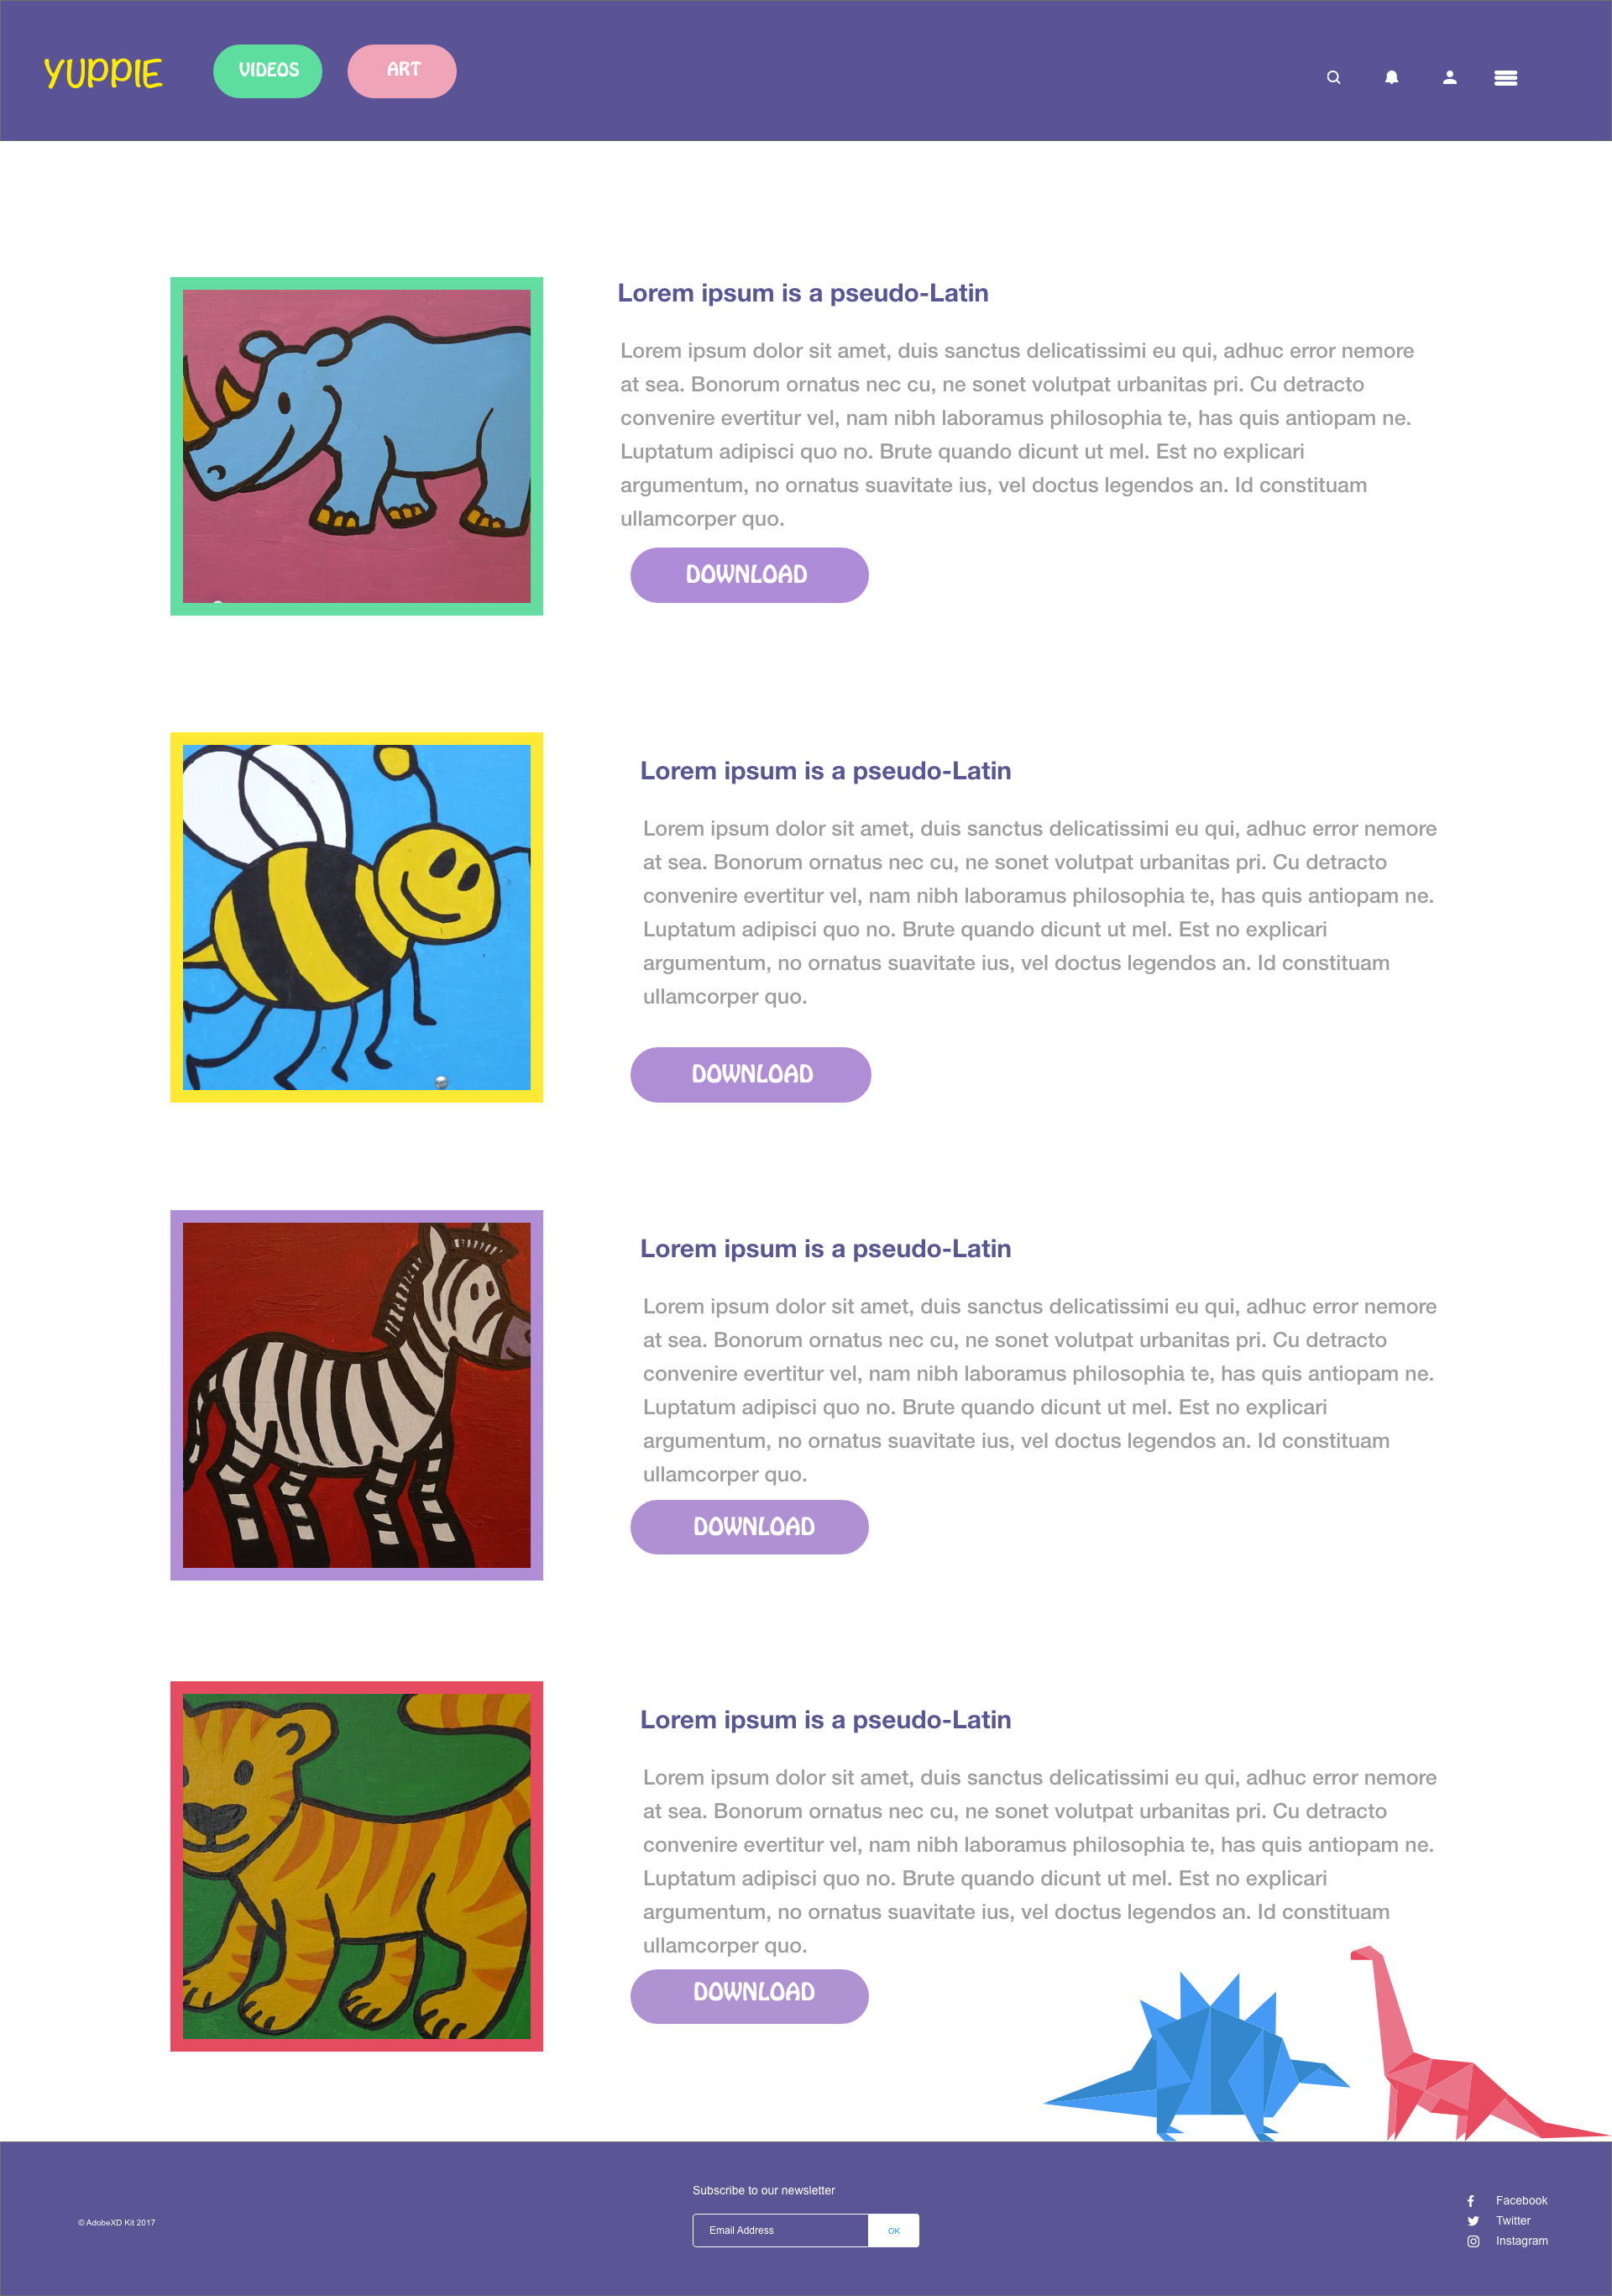 YUPPIE
VIDEOS
ART
Lorem ipsum is a pseudo-Latin
Lorem ipsum dolor sit amet, duis sanctus delicatissimi eu qui, adhuc error nemore
at sea. Bonorum ornatus nec cu, ne sonet volutpat urbanitas pri. Cu detracto
convenire evertitur vel, nam nibh laboramus philosophia te, has quis antiopam ne.
Luptatum adipisci quo no. Brute quando dicunt ut mel. Est no explicari
argumentum, no ornatus suavitate ius, vel doctus legendos an. Id constituam
ullamcorper quo.
DOWNLOAD
Lorem ipsum is a pseudo-Latin
Lorem ipsum dolor sit amet, duis sanctus delicatissimi eu qui, adhuc error nemore
at sea. Bonorum ornatus nec cu, ne sonet volutpat urbanitas pri. Cu detracto
convenire evertitur vel, nam nibh laboramus philosophia te, has quis antiopam ne.
Luptatum adipisci quo no. Brute quando dicunt ut mel. Est no explicari
argumentum, no ornatus suavitate ius, vel doctus legendos an. Id constituam
ullamcorper quo.
DOWNLOAD
Lorem ipsum is a pseudo-Latin
Lorem ipsum dolor sit amet, duis sanctus delicatissimi eu qui, adhuc error nemore
at sea. Bonorum ornatus nec cu, ne sonet volutpat urbanitas pri. Cu detracto
convenire evertitur vel, nam nibh laboramus philosophia te, has quis antiopam ne.
Luptatum adipisci quo no. Brute quando dicunt ut mel. Est no explicari
argumentum, no ornatus suavitate ius, vel doctus legendos an. Id constituam
ullamcorper quo.
DOWNLOAD
Lorem ipsum is a pseudo-Latin
Lorem ipsum dolor sit amet, duis sanctus delicatissimi eu qui, adhuc error nemore
at sea. Bonorum ornatus nec cu, ne sonet volutpat urbanitas pri. Cu detracto
convenire evertitur vel, nam nibh laboramus philosophia te, has quis antiopam ne.
Luptatum adipisci quo no. Brute quando dicunt ut mel. Est no explicari
argumentum, no ornatus suavitate ius, vel doctus legendos an. Id constituam
ullamcorper quo.
DOWNLOAD
© AdobeXD Kit 2017
Subscribe to our newsletter
Email Address
OK
Facebook
Twitter
Instagram